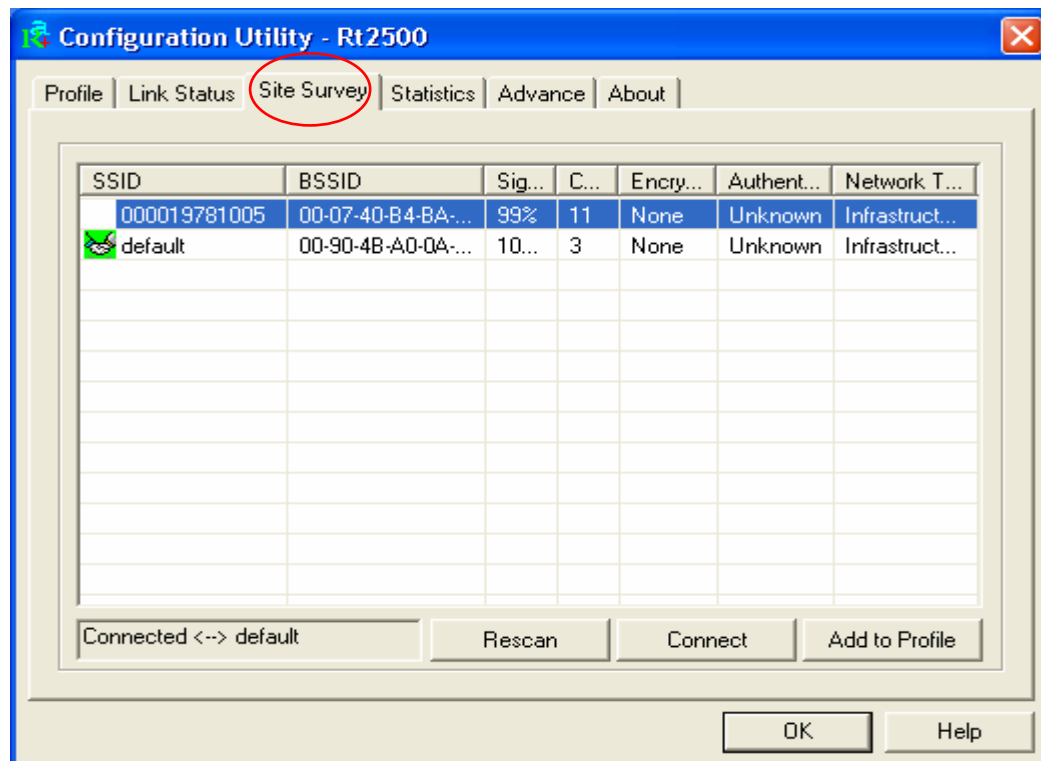 Configuration Utility - Rt2500
Profile Link Status Site Survey Statistics Advance About
SSID BSSID Sig... C... Encry... Authent... Network T...
000019781005 00-07-40-B4-BA-... 99% 11 None Unknown Infrastruct...
default 00-90-4B-A0-0A-... 10... 3 None Unknown Infrastruct...
Connected <--> default Rescan Connect Add to Profile
OK Help